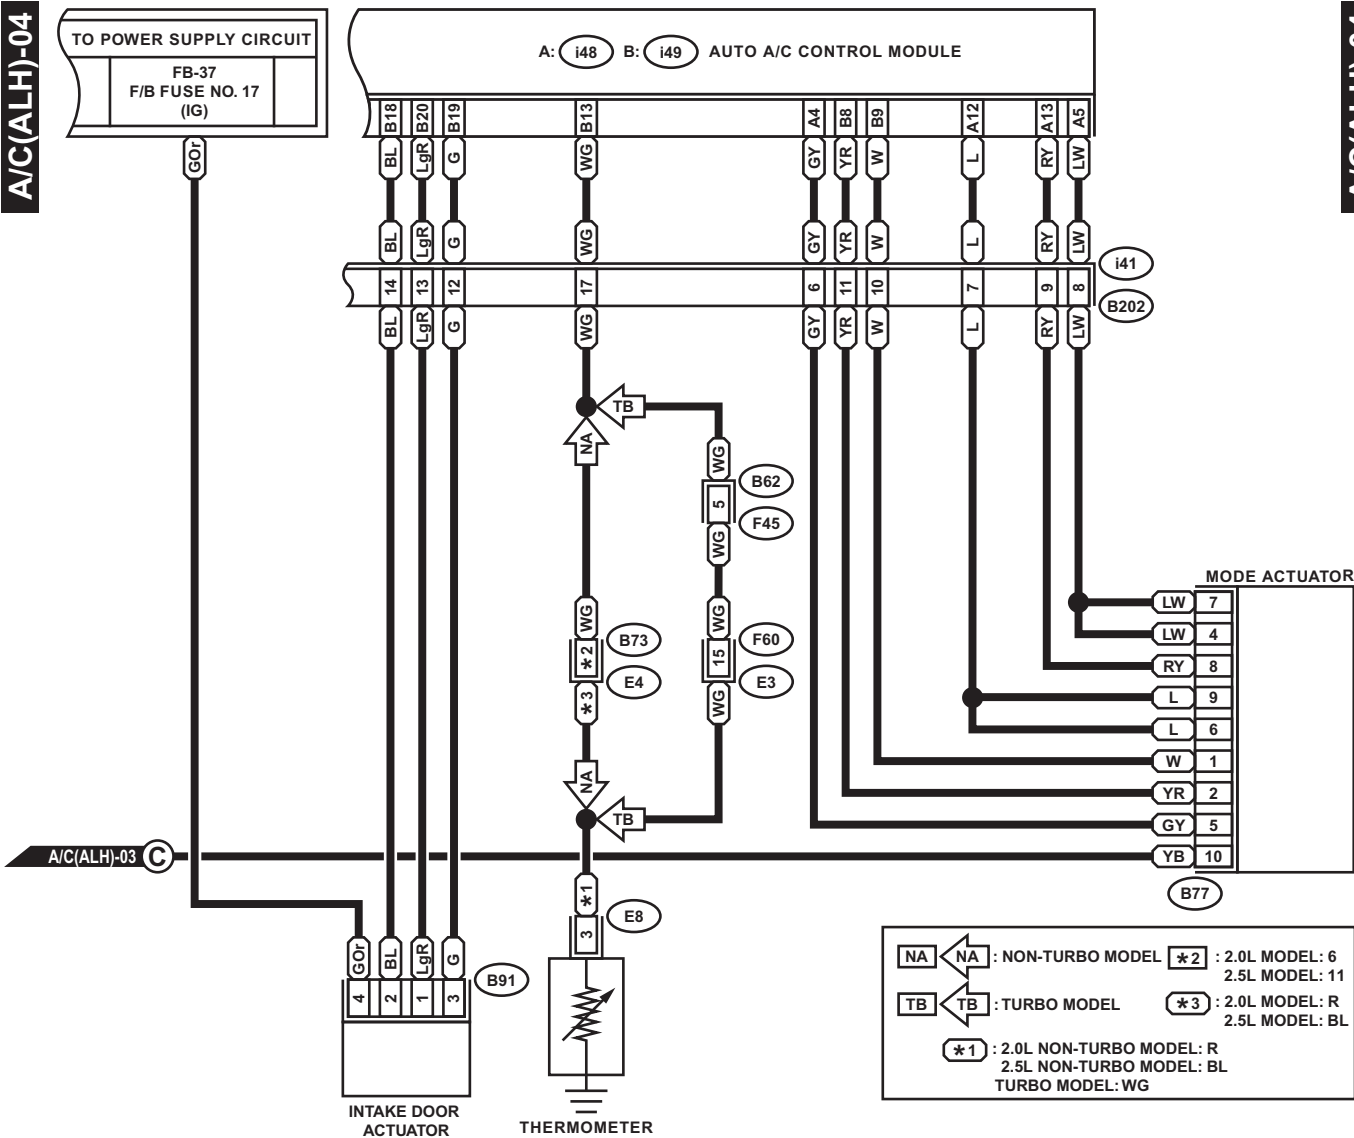 A/C(ALH)-04
TO POWER SUPPLY CIRCUIT
FB-37
F/B FUSE NO. 17
(IG)
A: i48 B: i49 AUTO A/C CONTROL MODULE
B18 B20 B19 B13 A4 B8 B9 A12 A13 A5
GOr BL LgR G WG GY YR W L RY LW
BL LgR G WG GY YR W L RY LW
i41
14 13 12 17 6 11 10 7 9 8
B202
BL LgR G WG GY YR W L RY LW
TB
NA
WG
B62
5
F45
WG
MODE ACTUATOR
LW 7
WG WG
B73 F60
LW 4
*2 15
RY 8
E4 E3
*3 WG
L 9
L 6
W 1
NA
YR 2
TB
GY 5
A/C(ALH)-03 C
YB 10
B77
*1
E8
3
GOr BL LgR G
B91
4 2 1 3
INTAKE DOOR
ACTUATOR
THERMOMETER
NA NA : NON-TURBO MODEL
TB TB : TURBO MODEL
*1 : 2.0L NON-TURBO MODEL: R
2.5L NON-TURBO MODEL: BL
TURBO MODEL: WG
*2 : 2.0L MODEL: 6
2.5L MODEL: 11
*3 : 2.0L MODEL: R
2.5L MODEL: BL